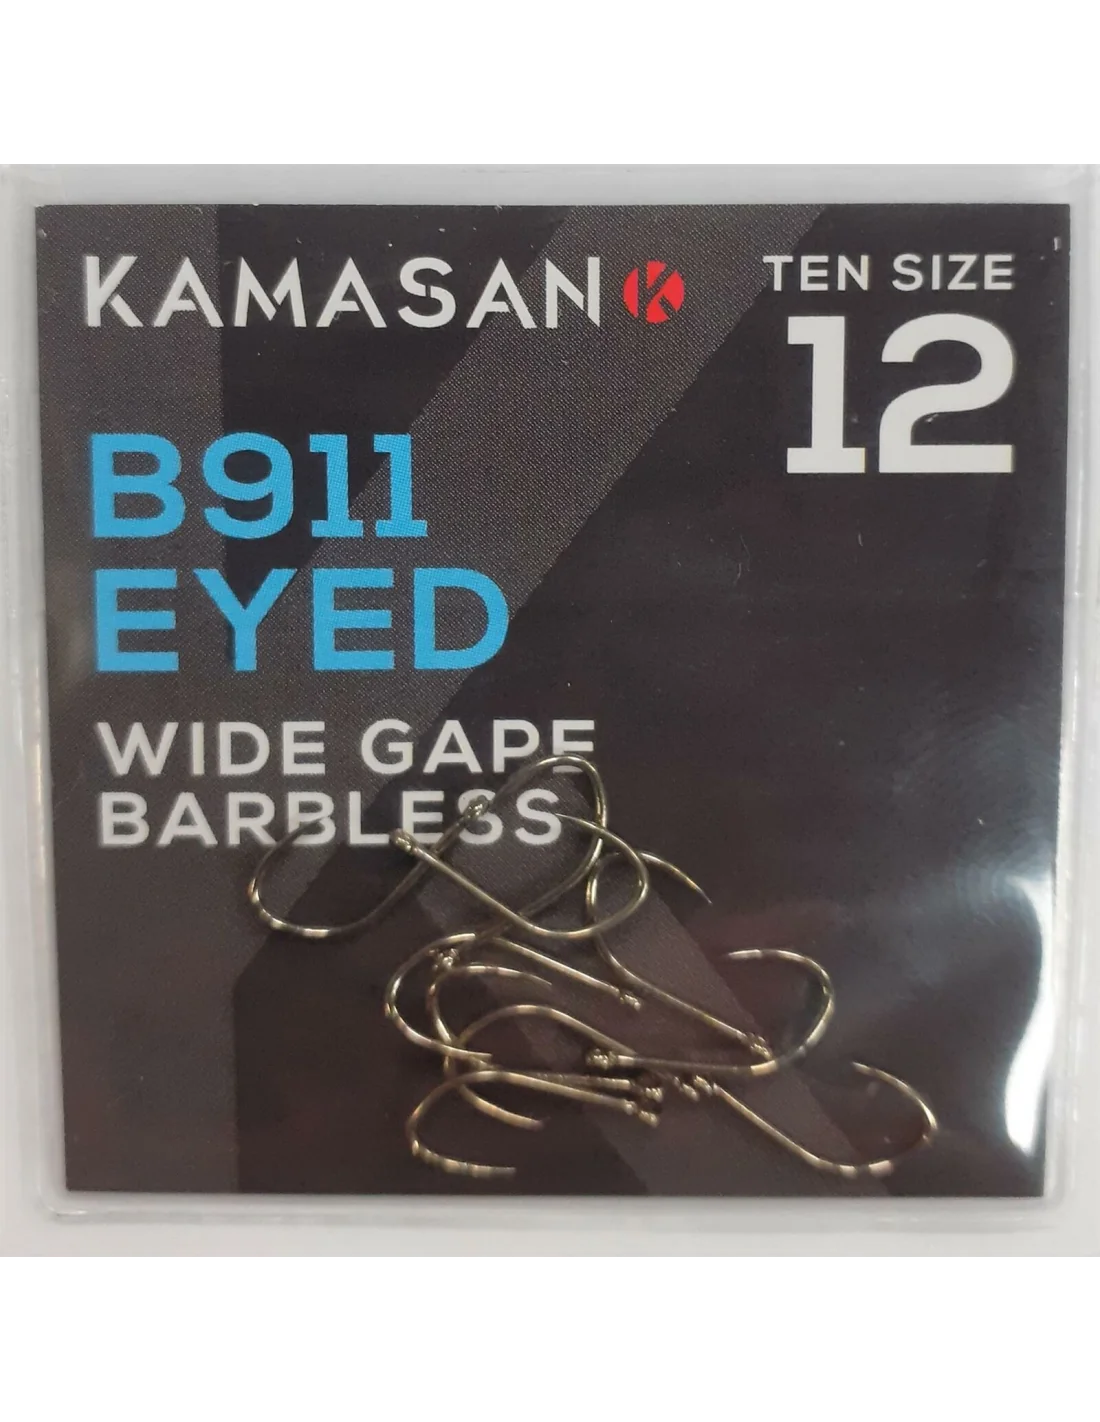 KAMASAN K
TEN SIZE
12
B911
EYED
WIDE GAPE
BARBLESS